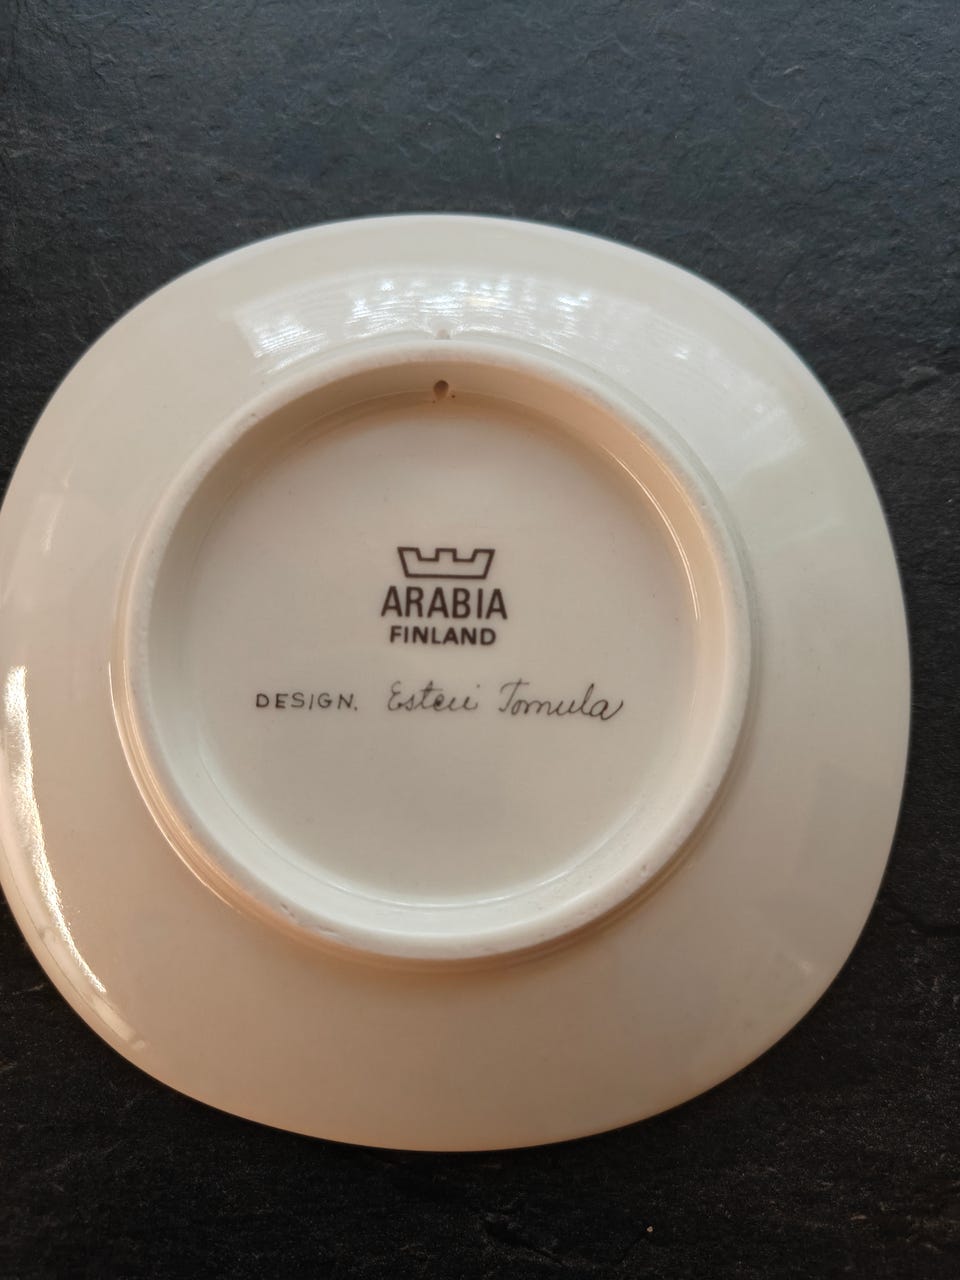 ARABIA
FINLAND
DESIGN. Esteri Tomula